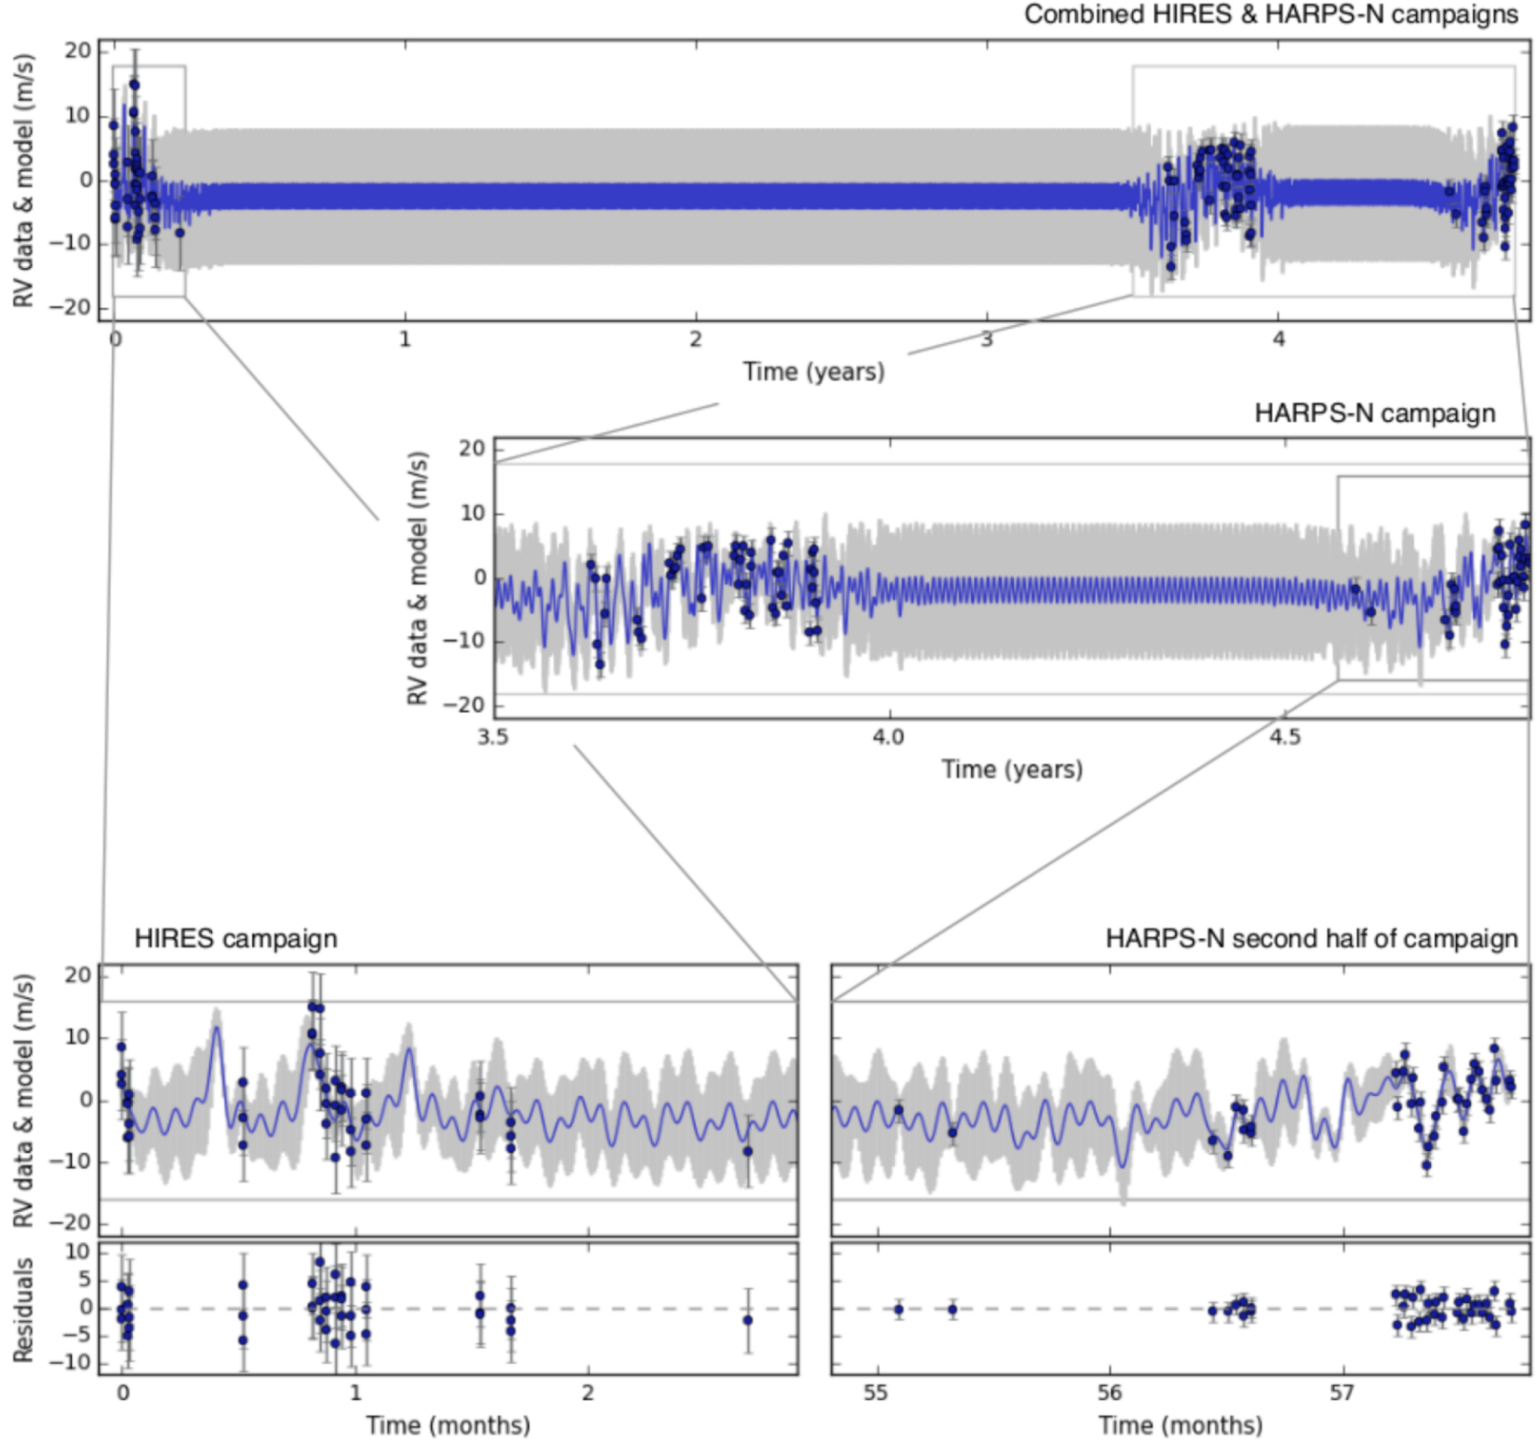 Combined HIRES & HARPS-N campaigns
RV data & model (m/s)
20
10
0
−10
−20
0 1 2 3 4
Time (years)
HARPS-N campaign
RV data & model (m/s)
20
10
0
−10
−20
3.5 4.0 4.5
Time (years)
HIRES campaign
HARPS-N second half of campaign
RV data & model (m/s)
20
10
0
−10
−20
Residuals
10
5
0
−5
−10
0 1 2
55 56 57
Time (months)
Time (months)